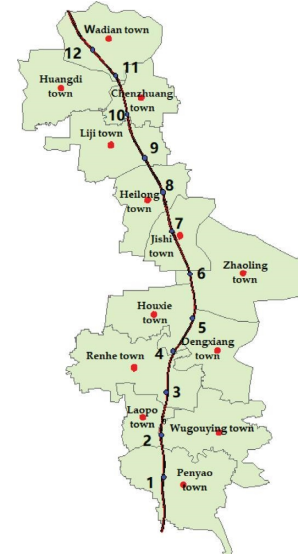 Wadian town
12
11
Huangdi
town
Chenzhuang
town
10
Liji town
9
8
Heilong
town
7
Jishi
town
Zhaoling
town
6
Houxie
town
5
Dengxiang
town
4
Renhe town
3
Laopo
town
2
Wugouying town
1
Penyao
town